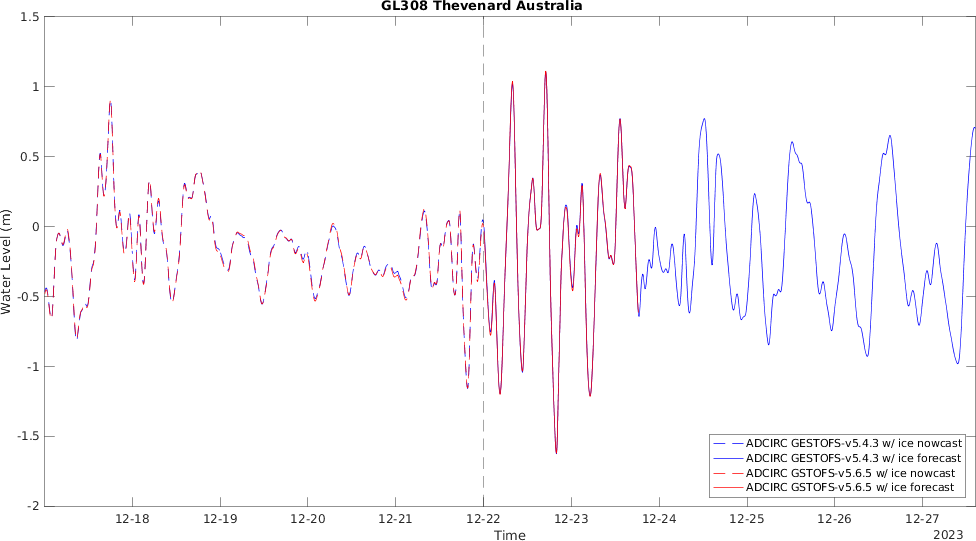 GL308 Thevenard Australia
1.5
1
0.5
0
-0.5
-1
-1.5
-2
Water Level (m)
12-18
12-19
12-20
12-21
12-22
12-23
12-24
12-25
12-26
12-27
Time
2023
ADCIRC GESTOFS-v5.4.3 w/ ice nowcast
ADCIRC GESTOFS-v5.4.3 w/ ice forecast
ADCIRC GSTOFS-v5.6.5 w/ ice nowcast
ADCIRC GSTOFS-v5.6.5 w/ ice forecast